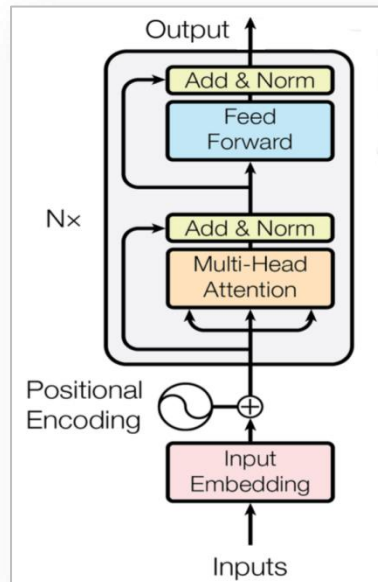 Output
Add & Norm
Feed
Forward
Nx
Add & Norm
Multi-Head
Attention
Positional
Encoding
Input
Embedding
Inputs